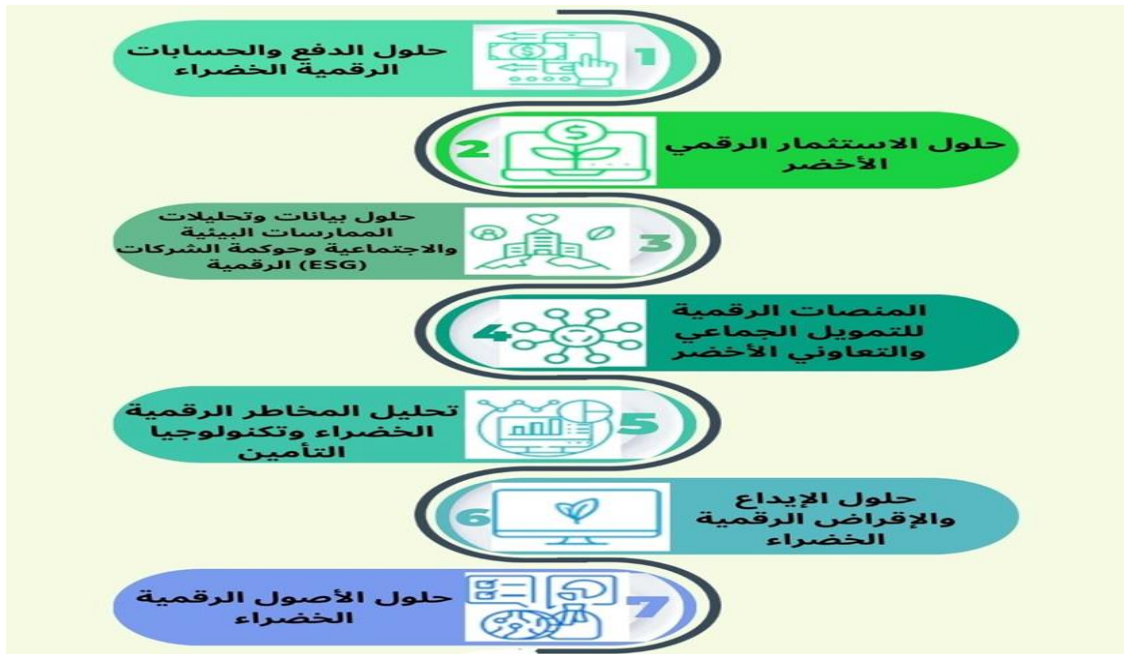 1
حلول الدفع والحسابات
الرقمية الخضراء
2
حلول الاستثمار الرقمي
الأخضر
3
حلول بيانات وتحليلات
الممارسات البيئية
والاجتماعية وحوكمة الشركات
(ESG) الرقمية
4
المنصات الرقمية
للتمويل الجماعي
والتعاوني الأخضر
5
تحليل المخاطر الرقمية
الخضراء وتكنولوجيا
التأمين
6
حلول الإيداع
والإقراض الرقمية
الخضراء
7
حلول الأصول الرقمية
الخضراء